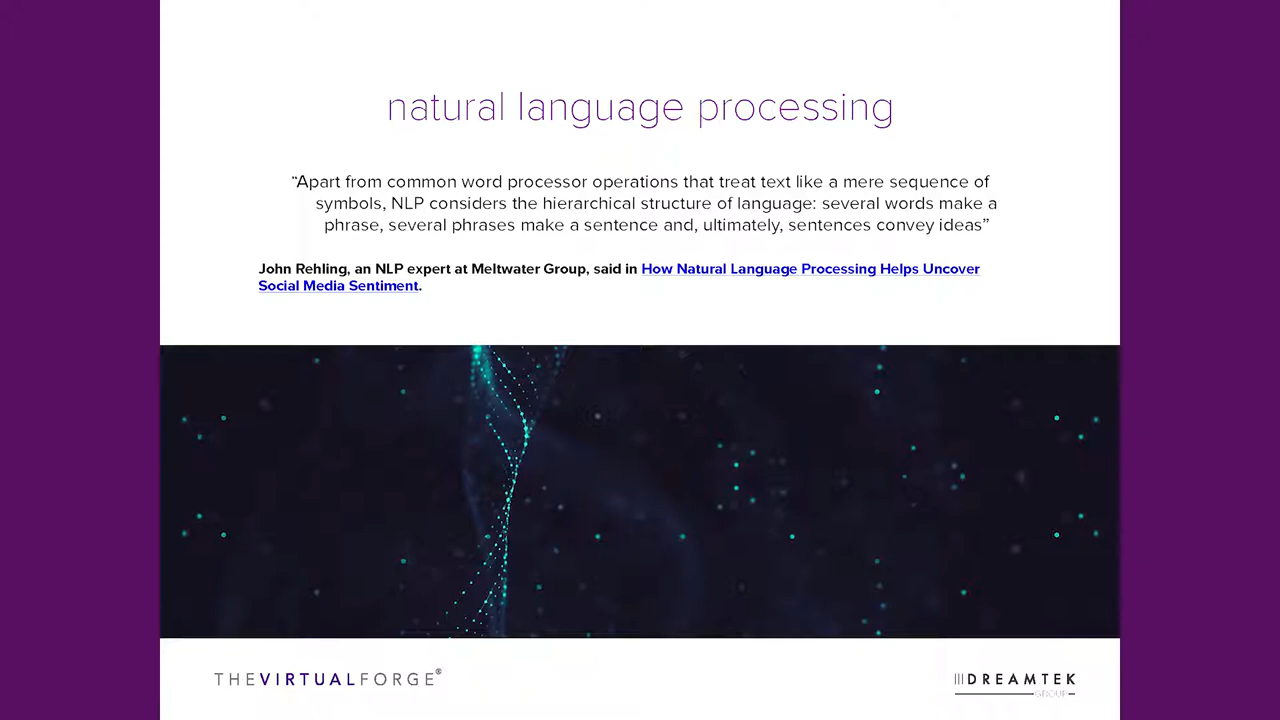 natural language processing
“Apart from common word processor operations that treat text like a mere sequence of
symbols, NLP considers the hierarchical structure of language: several words make a
phrase, several phrases make a sentence and, ultimately, sentences convey ideas”
John Rehling, an NLP expert at Meltwater Group, said in How Natural Language Processing Helps Uncover
Social Media Sentiment.
THEVIRTUALFORGE®
DREAMTEK
GROUP